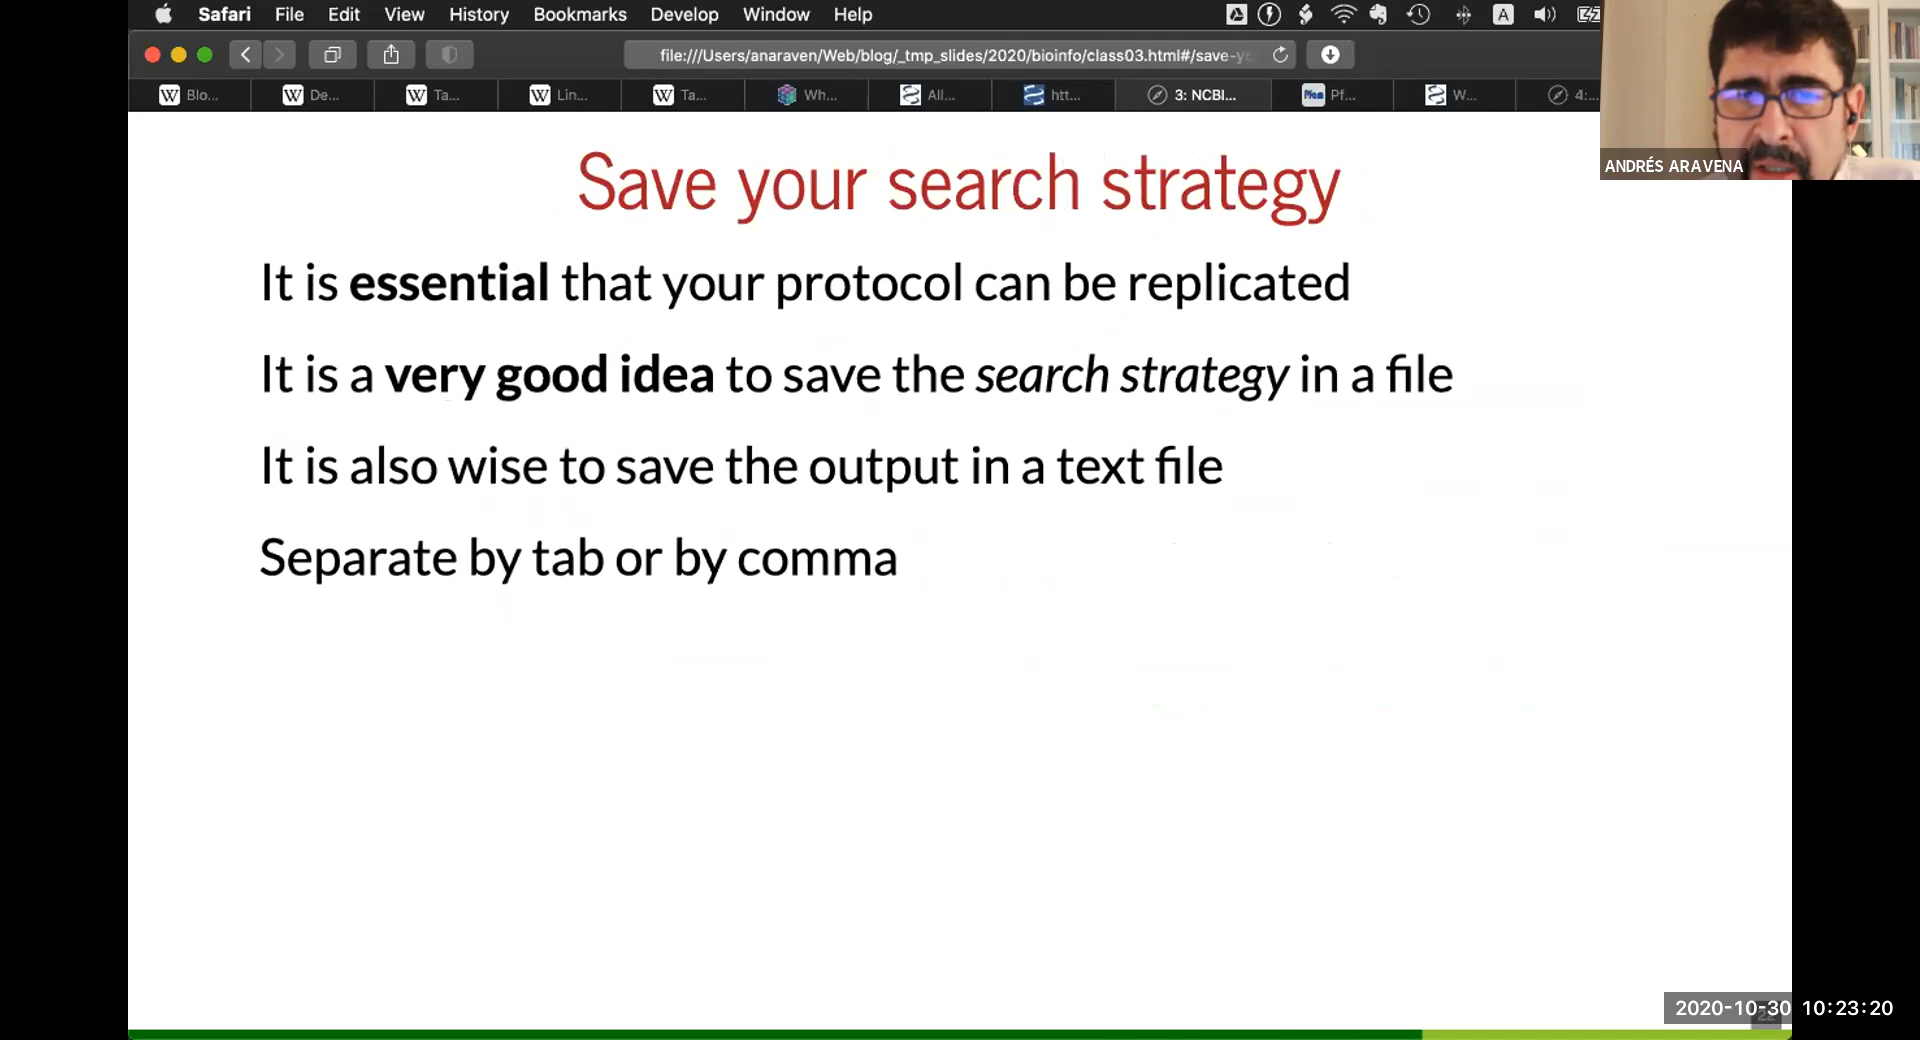 Safari File Edit View History Bookmarks Develop Window Help
file:///Users/anaraven/Web/blog/_tmp_slides/2020/bioinfo/class03.html#/save-yo
Blo... De... Ta... Lin... Ta... Wh... All... htt... 3: NCBI... Pf... W... 4:...
ANDRÉS ARAVENA
Save your search strategy
It is essential that your protocol can be replicated
It is a very good idea to save the search strategy in a file
It is also wise to save the output in a text file
Separate by tab or by comma
2020-10-30 10:23:20